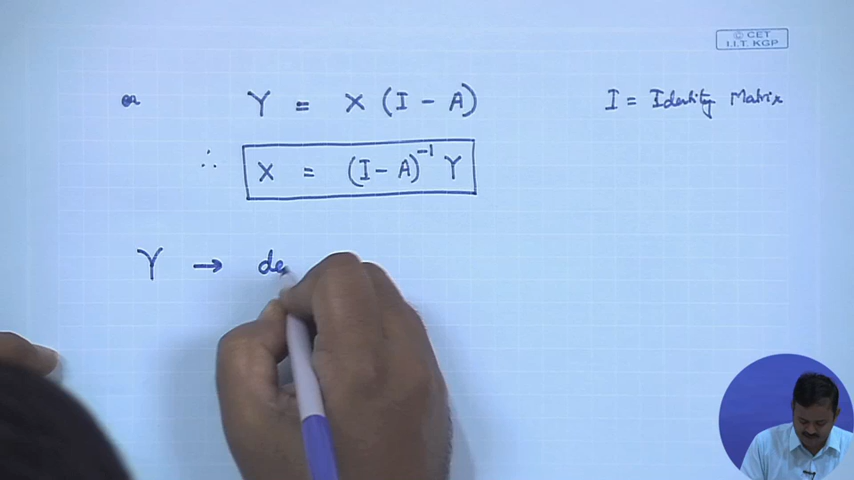 © CET
I.I.T. KGP
or Y = X (I - A) I = Identity Matrix
∴ X = (I - A)⁻¹ Y
Y → de